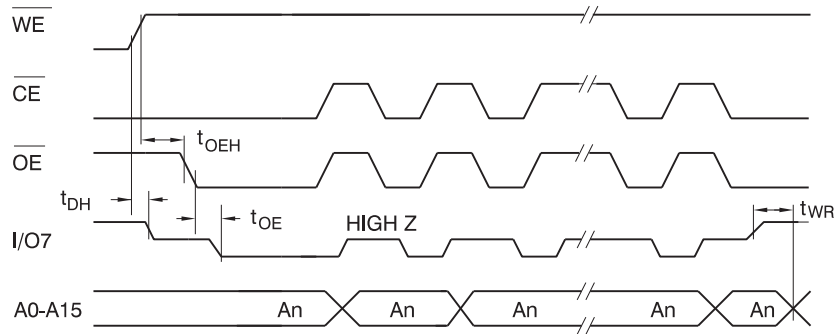 WE
CE
tOEH
OE
tDH
tOE
HIGH Z
tWR
I/O7
A0-A15 An An An An An